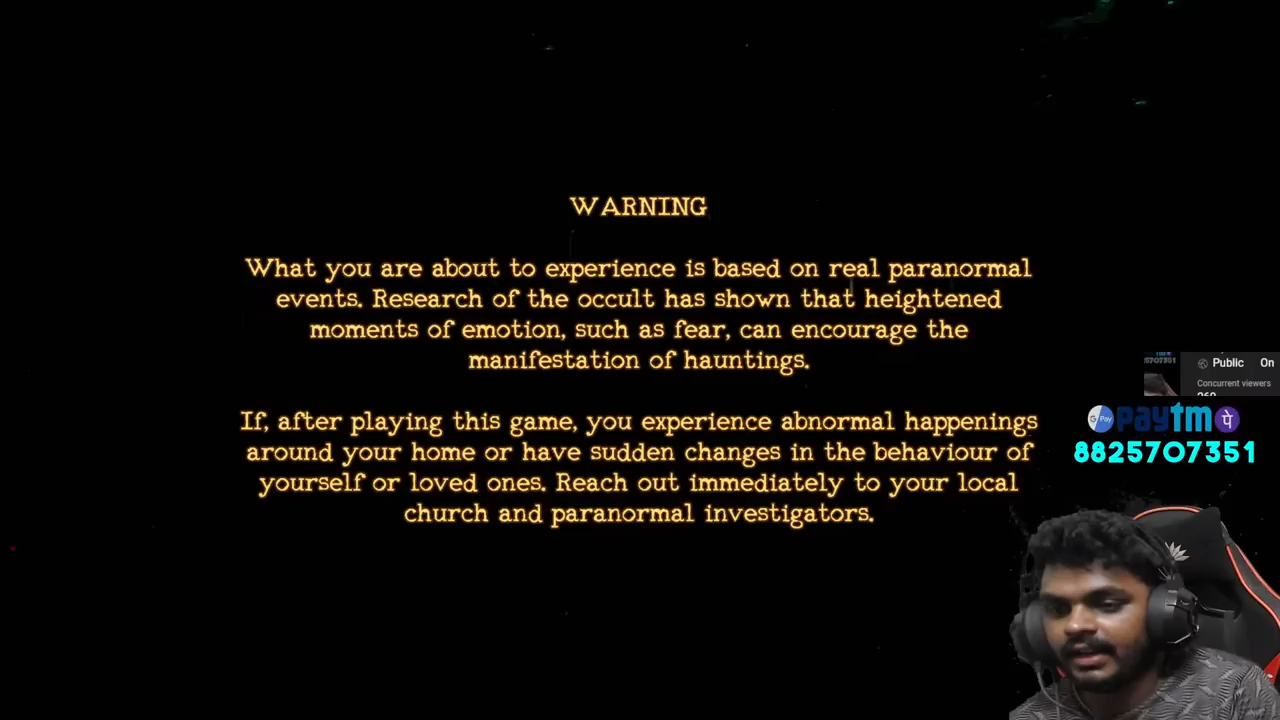 WARNING
What you are about to experience is based on real paranormal
events. Research of the occult has shown that heightened
moments of emotion, such as fear, can encourage the
manifestation of hauntings.
If, after playing this game, you experience abnormal happenings
around your home or have sudden changes in the behaviour of
yourself or loved ones. Reach out immediately to your local
church and paranormal investigators.
Public On
Concurrent viewers
G Pay paytm पे
8825707351